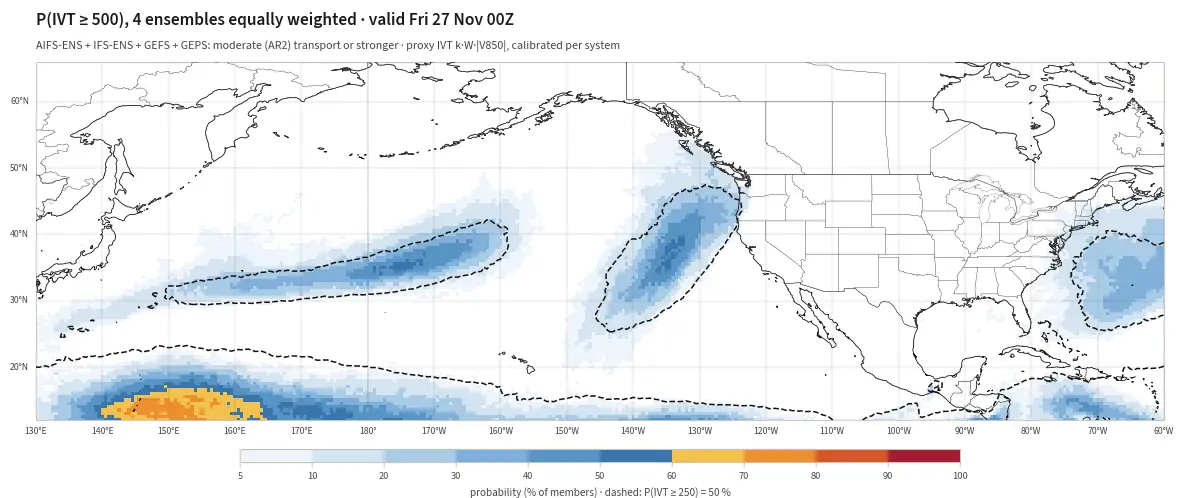 P(IVT ≥ 500), 4 ensembles equally weighted · valid Fri 27 Nov 00Z
AIFS-ENS + IFS-ENS + GEFS + GEPS: moderate (AR2) transport or stronger · proxy IVT k·W·|V850|, calibrated per system
60°N
50°N
40°N
30°N
20°N
130°E 140°E 150°E 160°E 170°E 180° 170°W 160°W 150°W 140°W 130°W 120°W 110°W 100°W 90°W 80°W 70°W 60°W
5 10 20 30 40 50 60 70 80 90 100
probability (% of members) · dashed: P(IVT ≥ 250) = 50 %